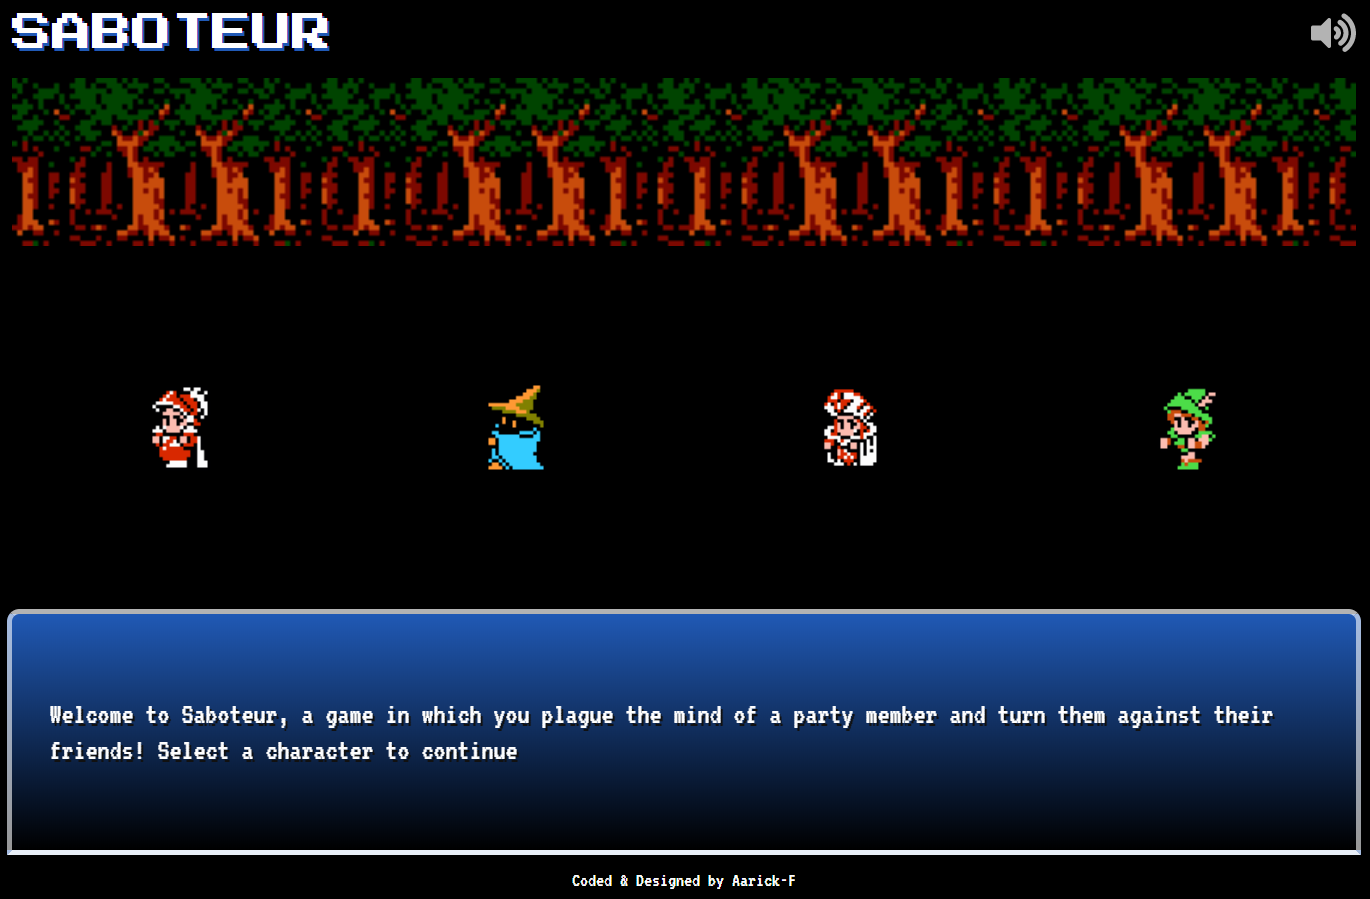 SABOTEUR
Welcome to Saboteur, a game in which you plague the mind of a party member and turn them against their
friends! Select a character to continue
Coded & Designed by Aarick-F